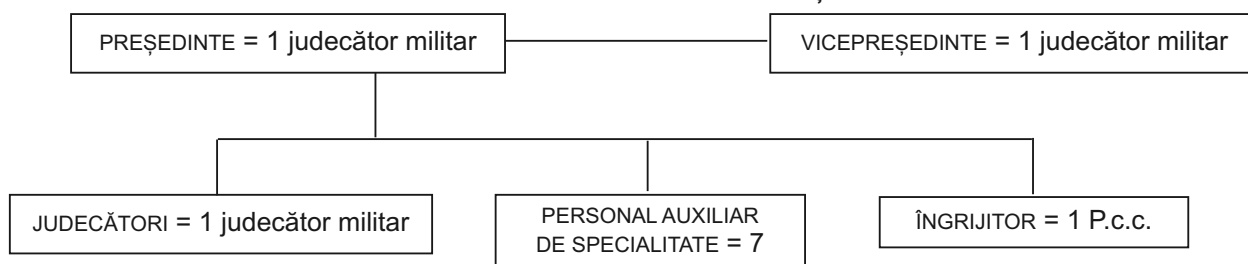 PREȘEDINTE = 1 judecător militar
VICEPREȘEDINTE = 1 judecător militar
JUDECĂTORI = 1 judecător militar
PERSONAL AUXILIAR
DE SPECIALITATE = 7
ÎNGRIJITOR = 1 P.c.c.